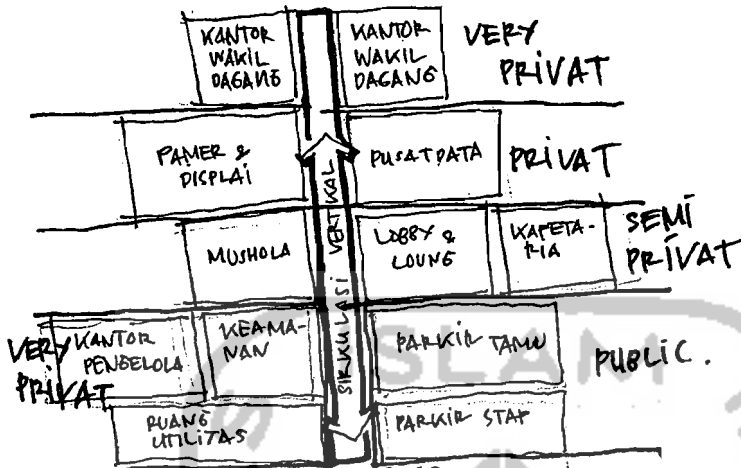 KANTOR
WAKIL
DAGANG
KANTOR
WAKIL
DAGANG
VERY
PRIVAT
PAMER &
DISPLAI
PUSAT DATA
PRIVAT
MUSHOLA
LOBBY &
LOUNG
KAFETA-
RIA
SEMI
PRIVAT
SIRKULASI VERTIKAL
VERY
PRIVAT
KANTOR
PENGELOLA
KEAMA-
NAN
PARKIR TAMU
PUBLIC.
RUANG
UTILITAS
PARKIR STAF
ISLAM